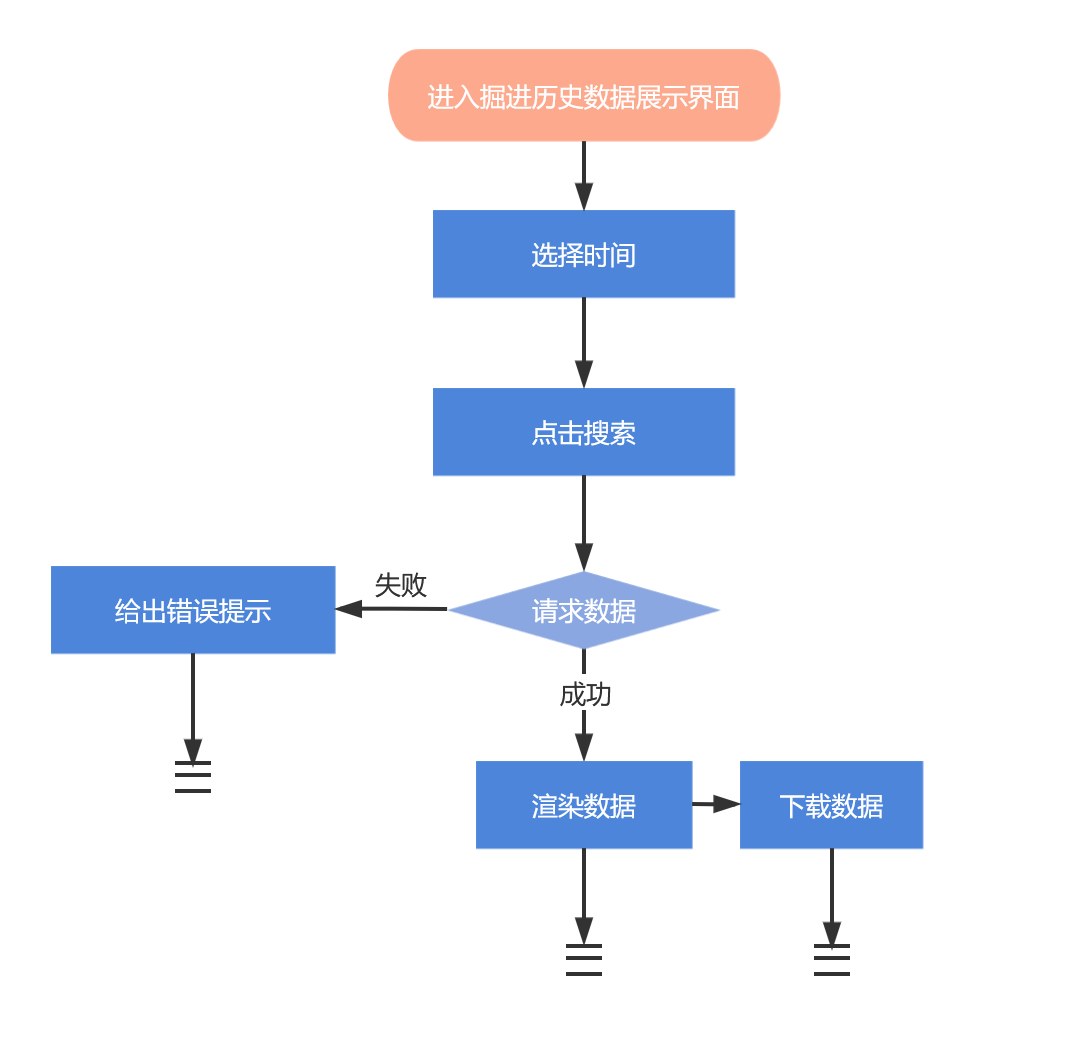 进入掘进历史数据展示界面
选择时间
点击搜索
失败
给出错误提示
请求数据
成功
渲染数据
下载数据